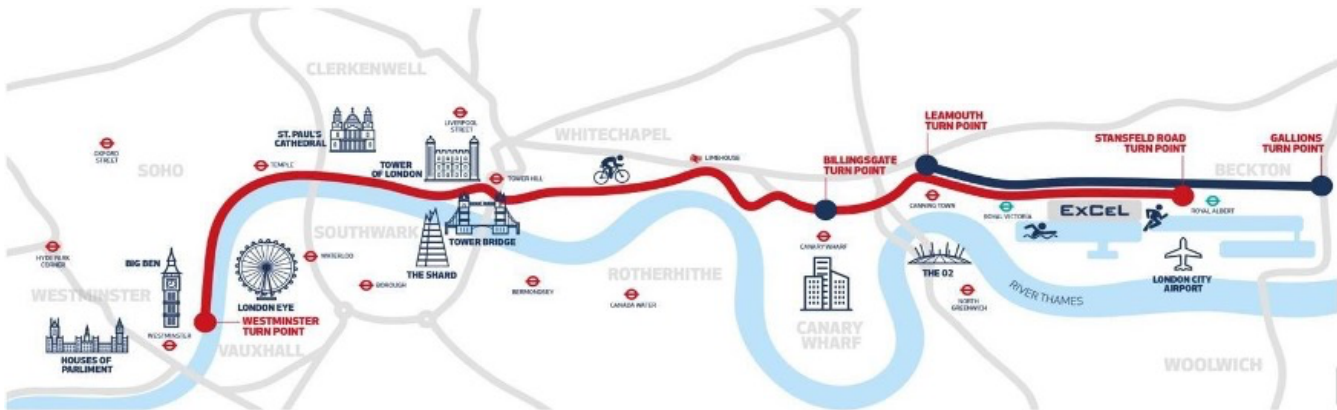 CLERKENWELL
ST. PAUL'S
CATHEDRAL
LIVERPOOL
STREET
WHITECHAPEL
LEAMOUTH
TURN POINT
STANSFELD ROAD
TURN POINT
GALLIONS
TURN POINT
OXFORD
STREET
SOHO
TEMPLE
TOWER
OF LONDON
TOWER HILL
LIMEHOUSE
BILLINGSGATE
TURN POINT
BECKTON
CANNING TOWN
ROYAL VICTORIA
EXCEL
ROYAL ALBERT
HYDE PARK
CORNER
BIG BEN
SOUTHWARK
WATERLOO
TOWER BRIDGE
THE SHARD
BOROUGH
BERMONDSEY
ROTHERHITHE
CANADA WATER
CANARY WHARF
THE O2
NORTH
GREENWICH
RIVER THAMES
LONDON CITY
AIRPORT
WESTMINSTER
LONDON EYE
WESTMINSTER
TURN POINT
WESTMINSTER
VAUXHALL
HOUSES OF
PARLIMENT
CANARY
WHARF
WOOLWICH